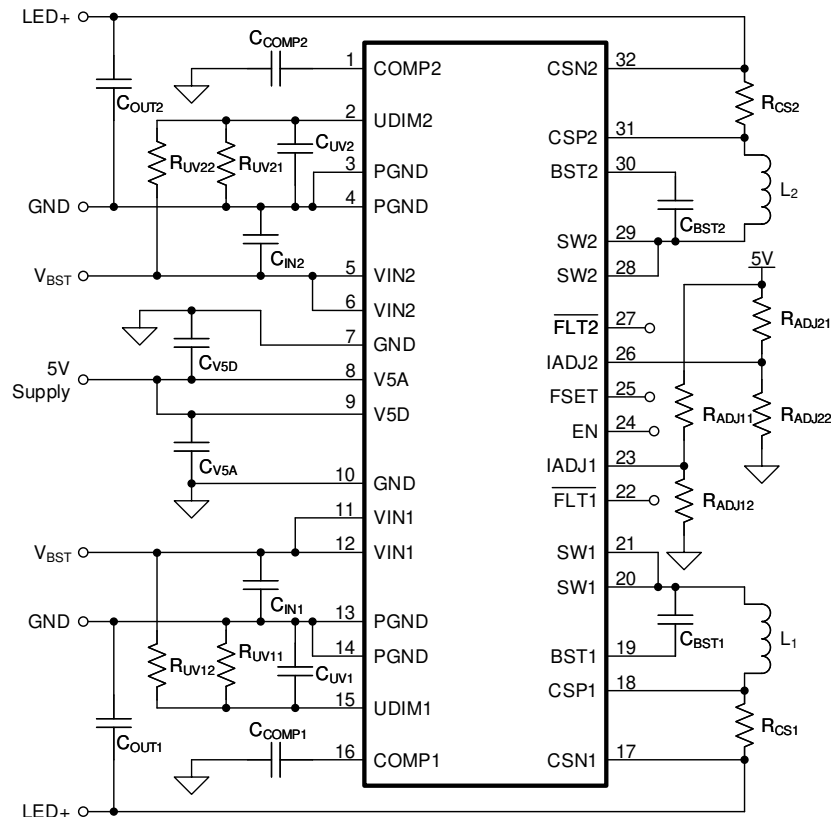 LED+
C_COMP2
1
COMP2
CSN2
32
C_OUT2
R_CS2
2
UDIM2
CSP2
31
R_UV22
R_UV21
C_UV2
3
PGND
BST2
30
L_2
GND
4
PGND
C_BST2
C_IN2
SW2
29
V_BST
5
VIN2
SW2
28
5V
6
VIN2
R_ADJ21
7
GND
FLT2
27
C_V5D
5V
Supply
8
V5A
IADJ2
26
9
V5D
FSET
25
R_ADJ11
R_ADJ22
EN
24
C_V5A
10
GND
IADJ1
23
11
VIN1
FLT1
22
R_ADJ12
V_BST
12
VIN1
SW1
21
C_IN1
SW1
20
GND
13
PGND
C_BST1
L_1
R_UV12
R_UV11
14
PGND
BST1
19
C_UV1
15
UDIM1
CSP1
18
C_OUT1
C_COMP1
R_CS1
16
COMP1
CSN1
17
LED+